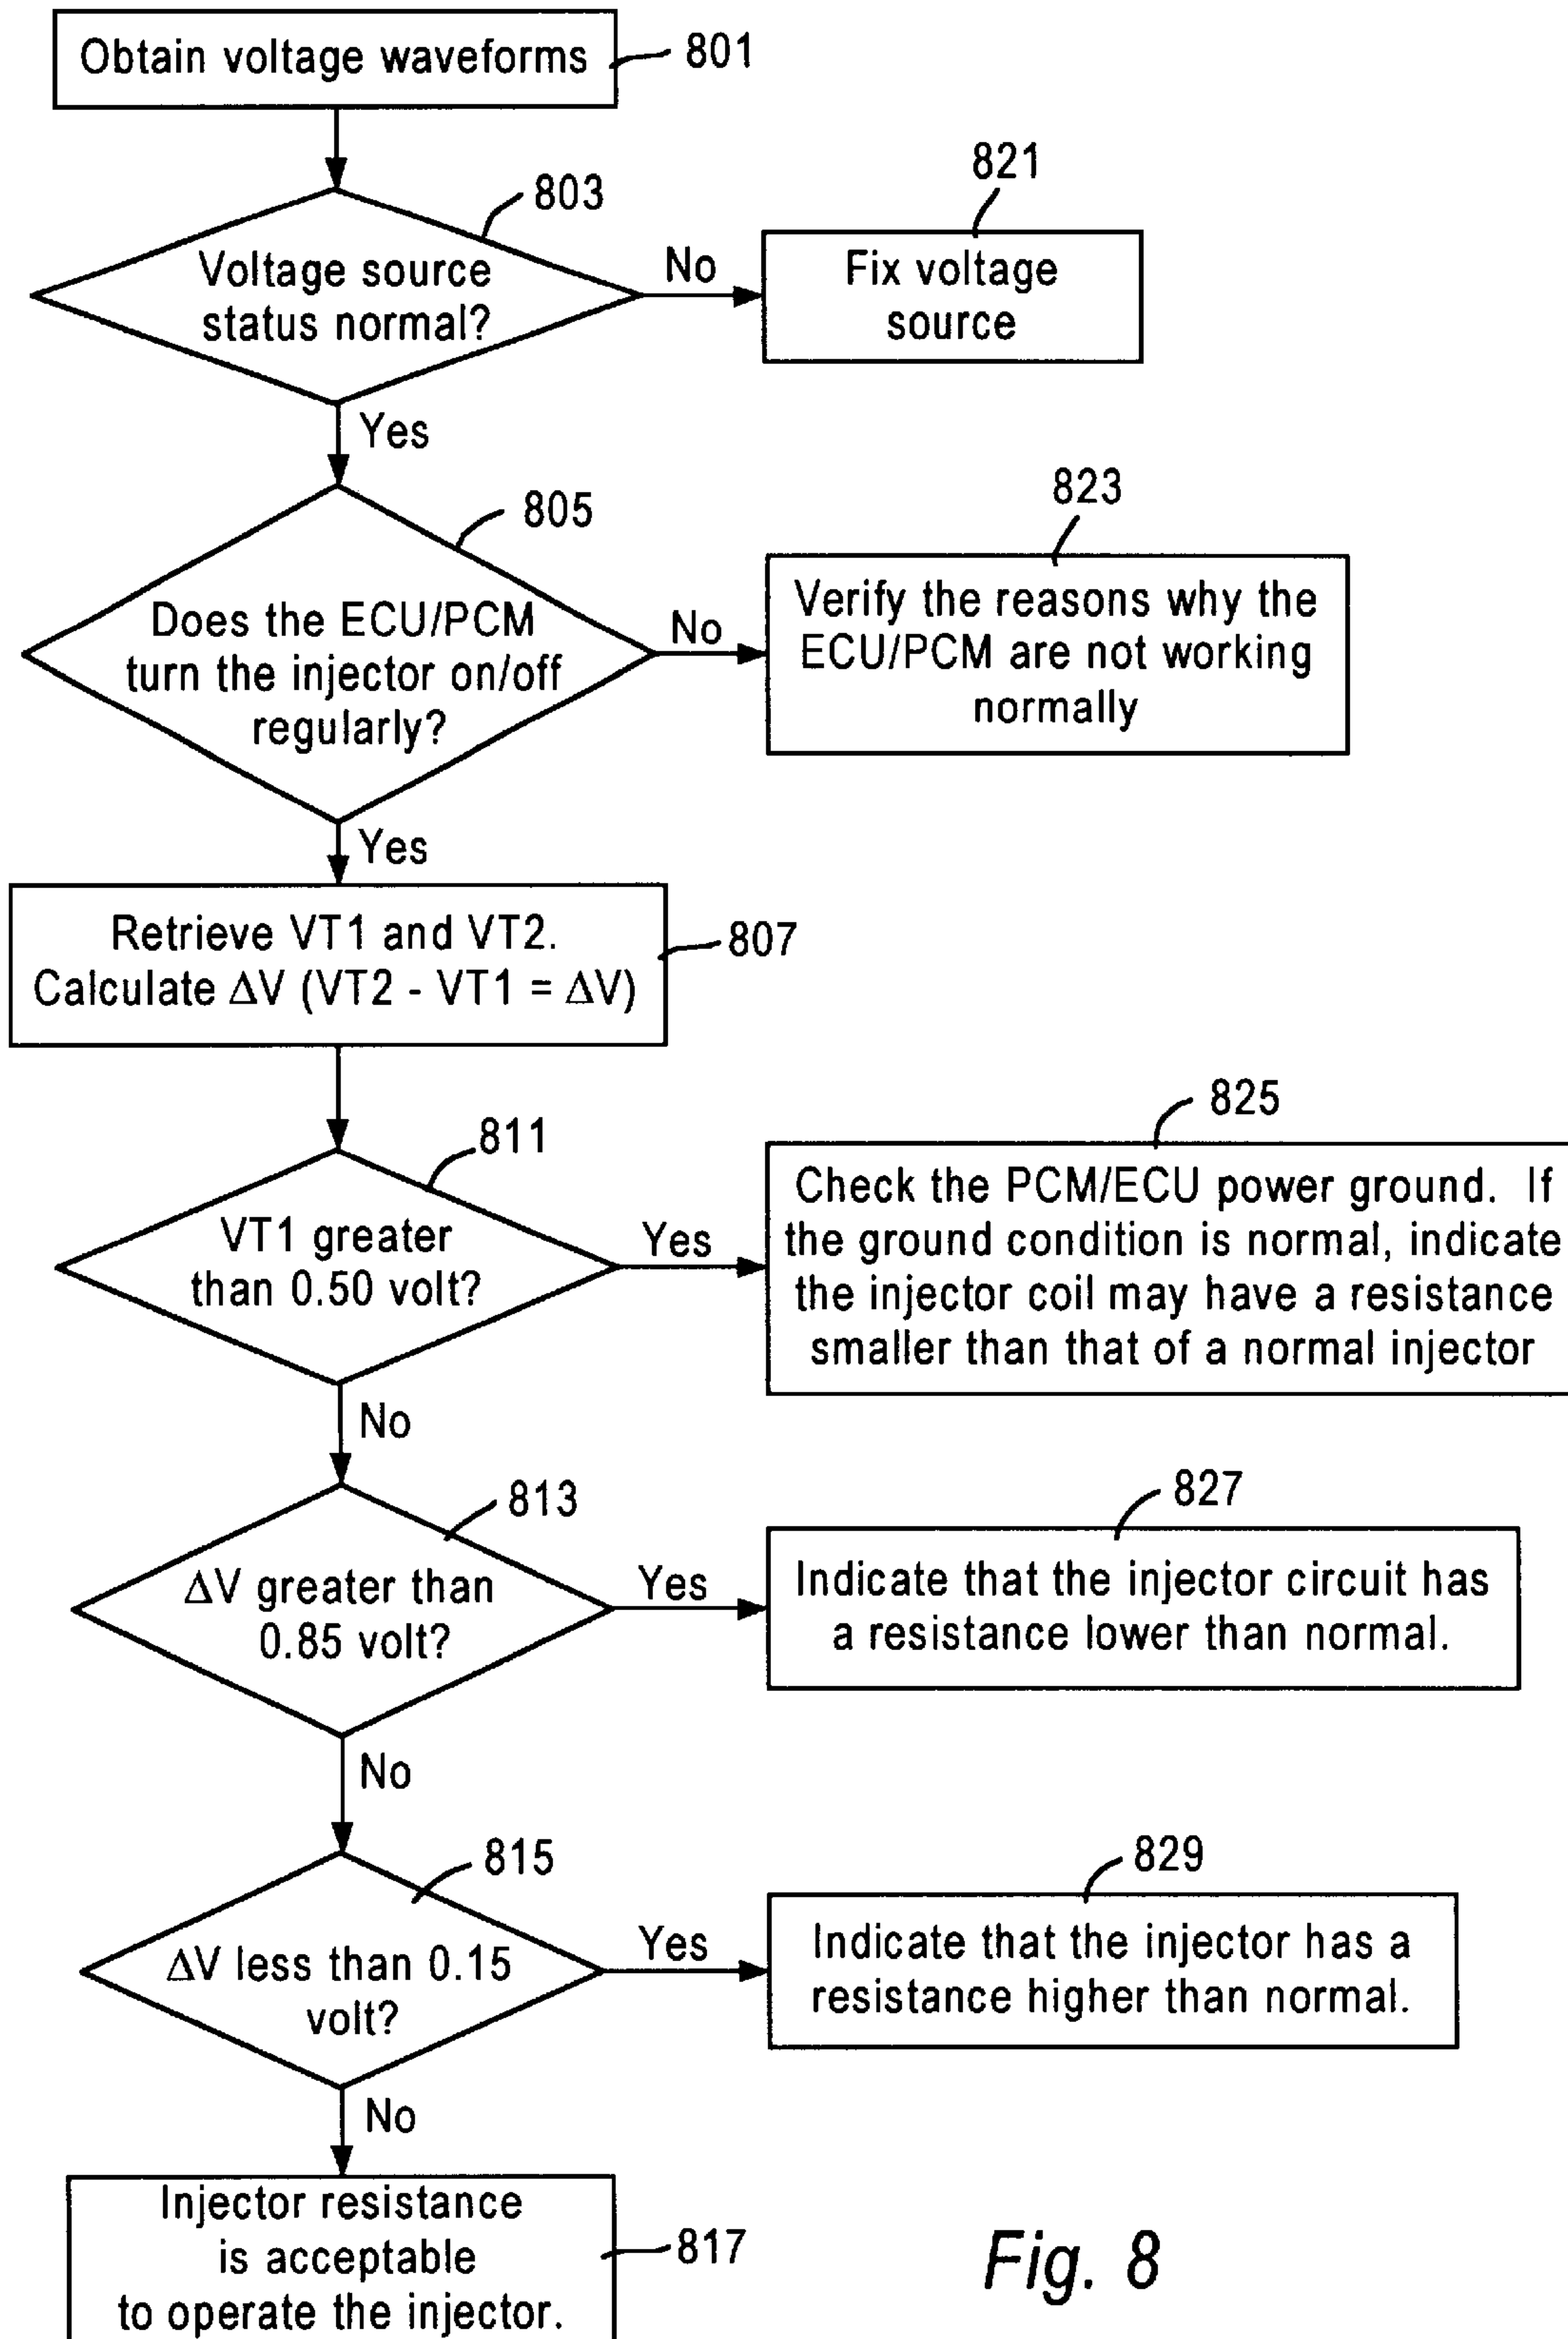 Obtain voltage waveforms
801
803
Voltage source
status normal?
No
821
Fix voltage
source
Yes
805
Does the ECU/PCM
turn the injector on/off
regularly?
No
823
Verify the reasons why the
ECU/PCM are not working
normally
Yes
Retrieve VT1 and VT2.
Calculate ΔV (VT2 - VT1 = ΔV)
807
811
VT1 greater
than 0.50 volt?
Yes
825
Check the PCM/ECU power ground. If
the ground condition is normal, indicate
the injector coil may have a resistance
smaller than that of a normal injector
No
813
ΔV greater than
0.85 volt?
Yes
827
Indicate that the injector circuit has
a resistance lower than normal.
No
815
ΔV less than 0.15
volt?
Yes
829
Indicate that the injector has a
resistance higher than normal.
No
Injector resistance
is acceptable
to operate the injector.
817
Fig. 8